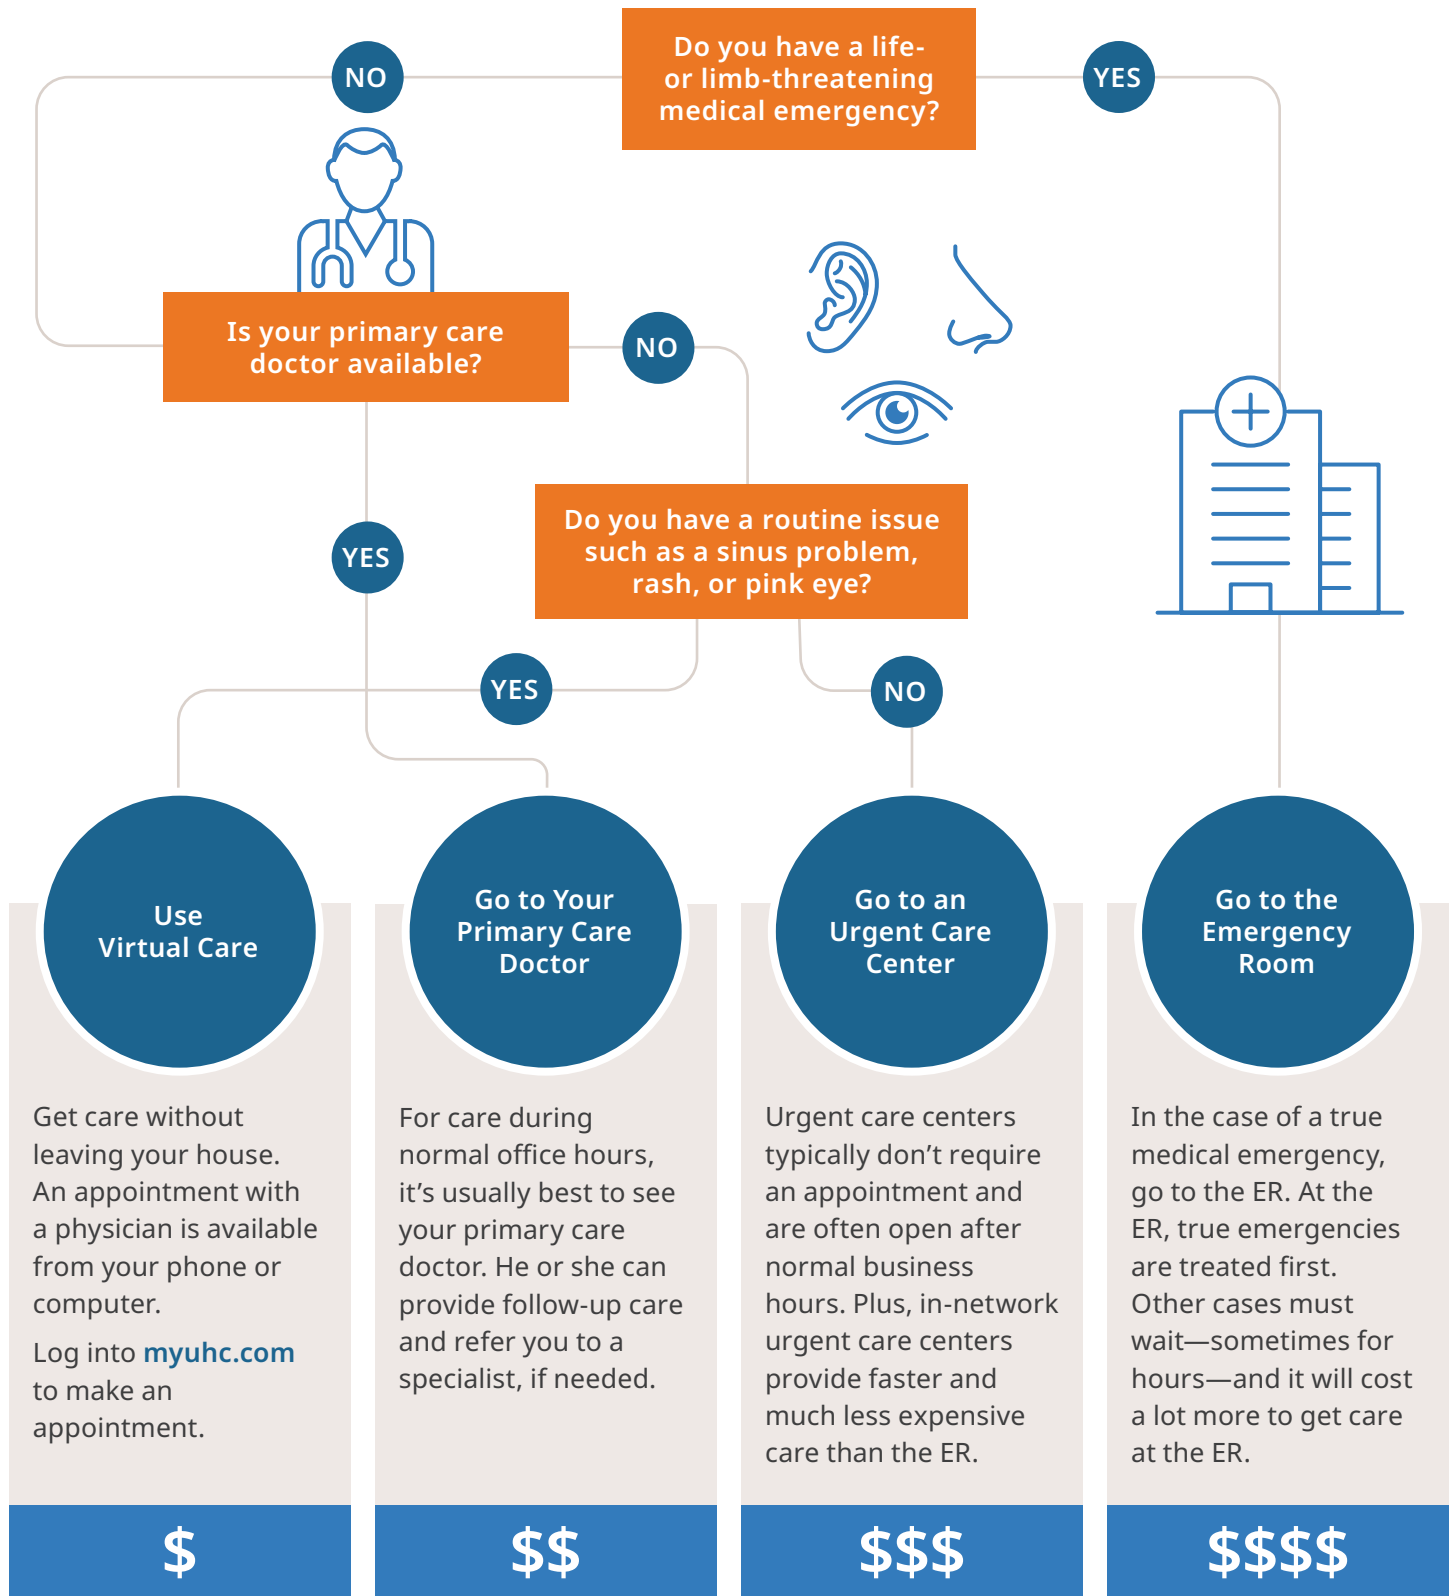 Do you have a life-
or limb-threatening
medical emergency?
NO
YES
Is your primary care
doctor available?
NO
YES
Do you have a routine issue
such as a sinus problem,
rash, or pink eye?
YES
NO
Use
Virtual Care
Get care without
leaving your house.
An appointment with
a physician is available
from your phone or
computer.
Log into myuhc.com
to make an
appointment.
$
Go to Your
Primary Care
Doctor
For care during
normal office hours,
it’s usually best to see
your primary care
doctor. He or she can
provide follow-up care
and refer you to a
specialist, if needed.
$$
Go to an
Urgent Care
Center
Urgent care centers
typically don’t require
an appointment and
are often open after
normal business
hours. Plus, in-network
urgent care centers
provide faster and
much less expensive
care than the ER.
$$$
Go to the
Emergency
Room
In the case of a true
medical emergency,
go to the ER. At the
ER, true emergencies
are treated first.
Other cases must
wait—sometimes for
hours—and it will cost
a lot more to get care
at the ER.
$$$$